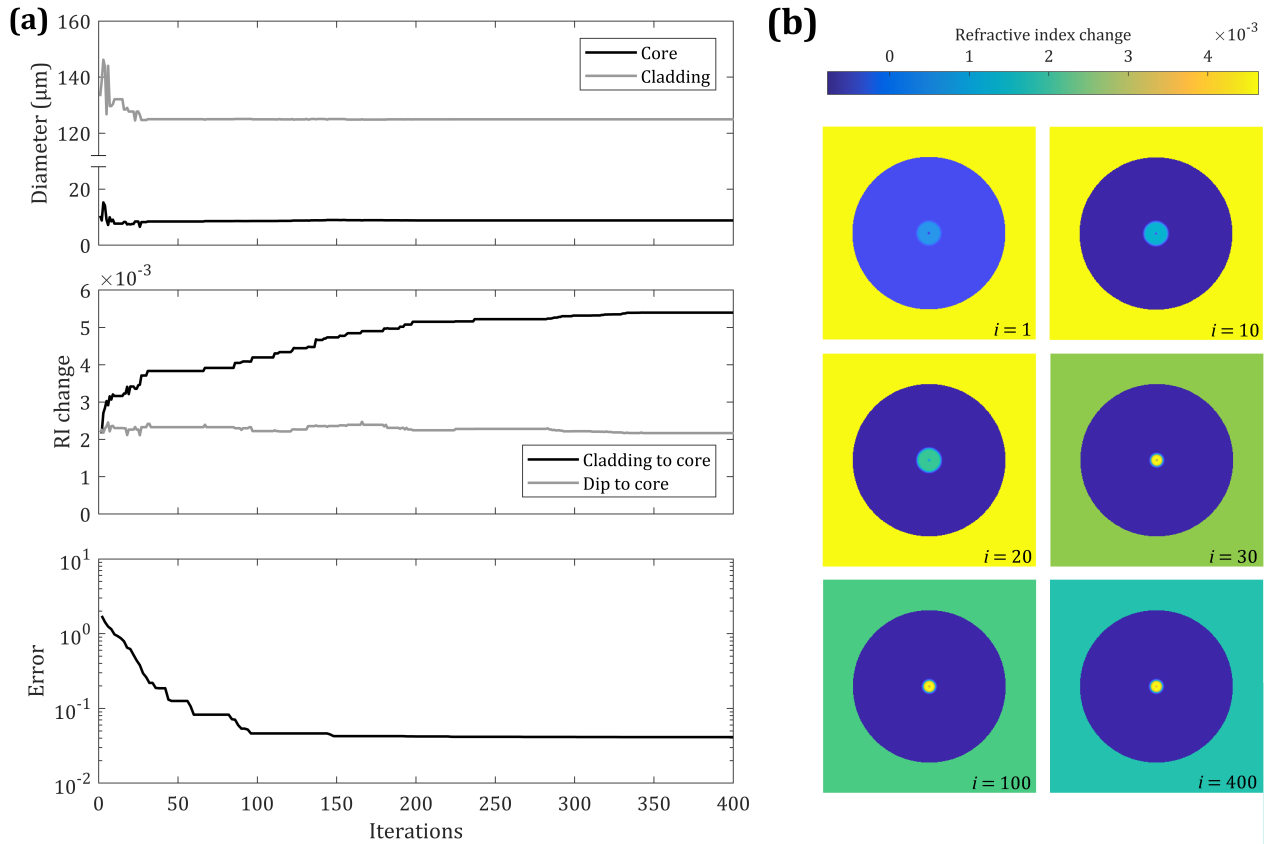 (a)
160
140
120
20
0
Diameter (µm)
Core
Cladding
×10⁻³
6
5
4
3
2
1
0
RI change
Cladding to core
Dip to core
10¹
10⁰
10⁻¹
10⁻²
Error
0 50 100 150 200 250 300 350 400
Iterations
(b)
Refractive index change ×10⁻³
0 1 2 3 4
i = 1
i = 10
i = 20
i = 30
i = 100
i = 400